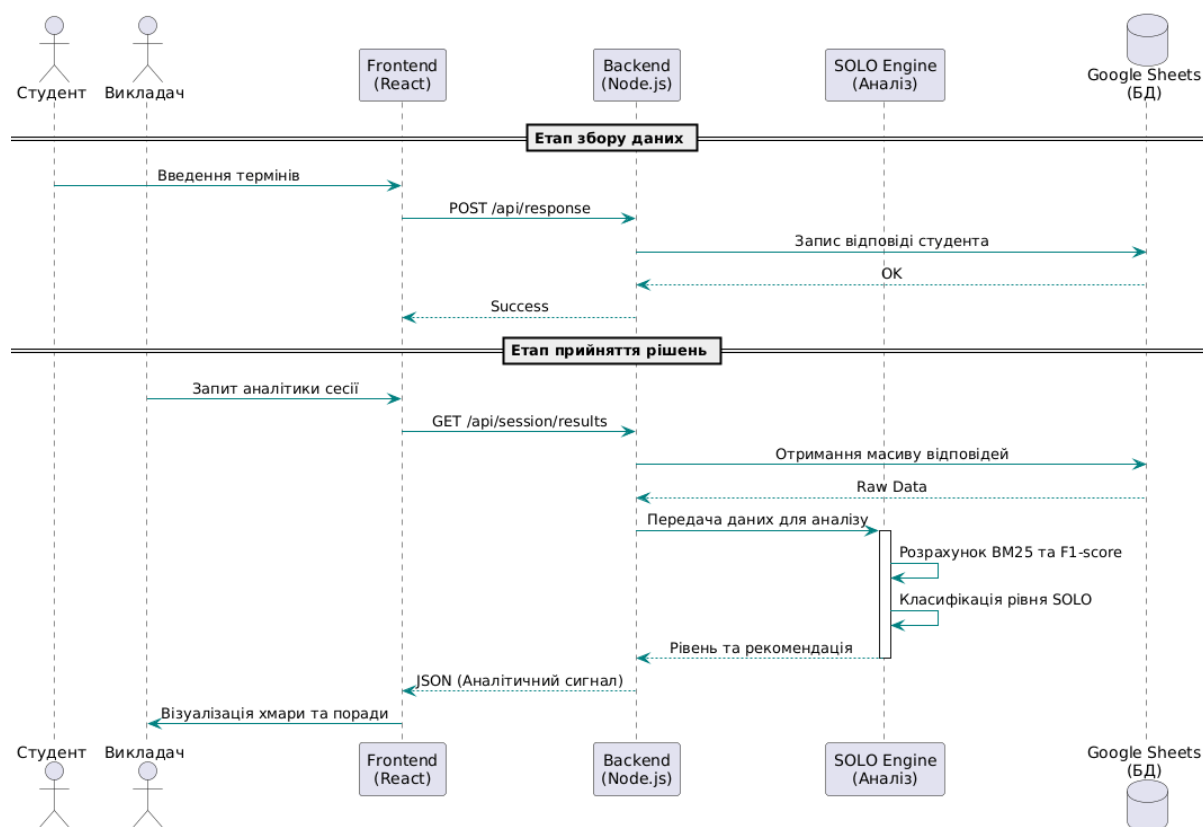 Студент
Викладач
Frontend
(React)
Backend
(Node.js)
SOLO Engine
(Аналіз)
Google Sheets
(БД)
Етап збору даних
Введення термінів
POST /api/response
Запис відповіді студента
OK
Success
Етап прийняття рішень
Запит аналітики сесії
GET /api/session/results
Отримання масиву відповідей
Raw Data
Передача даних для аналізу
Розрахунок BM25 та F1-score
Класифікація рівня SOLO
Рівень та рекомендація
JSON (Аналітичний сигнал)
Візуалізація хмари та поради
Студент
Викладач
Frontend
(React)
Backend
(Node.js)
SOLO Engine
(Аналіз)
Google Sheets
(БД)